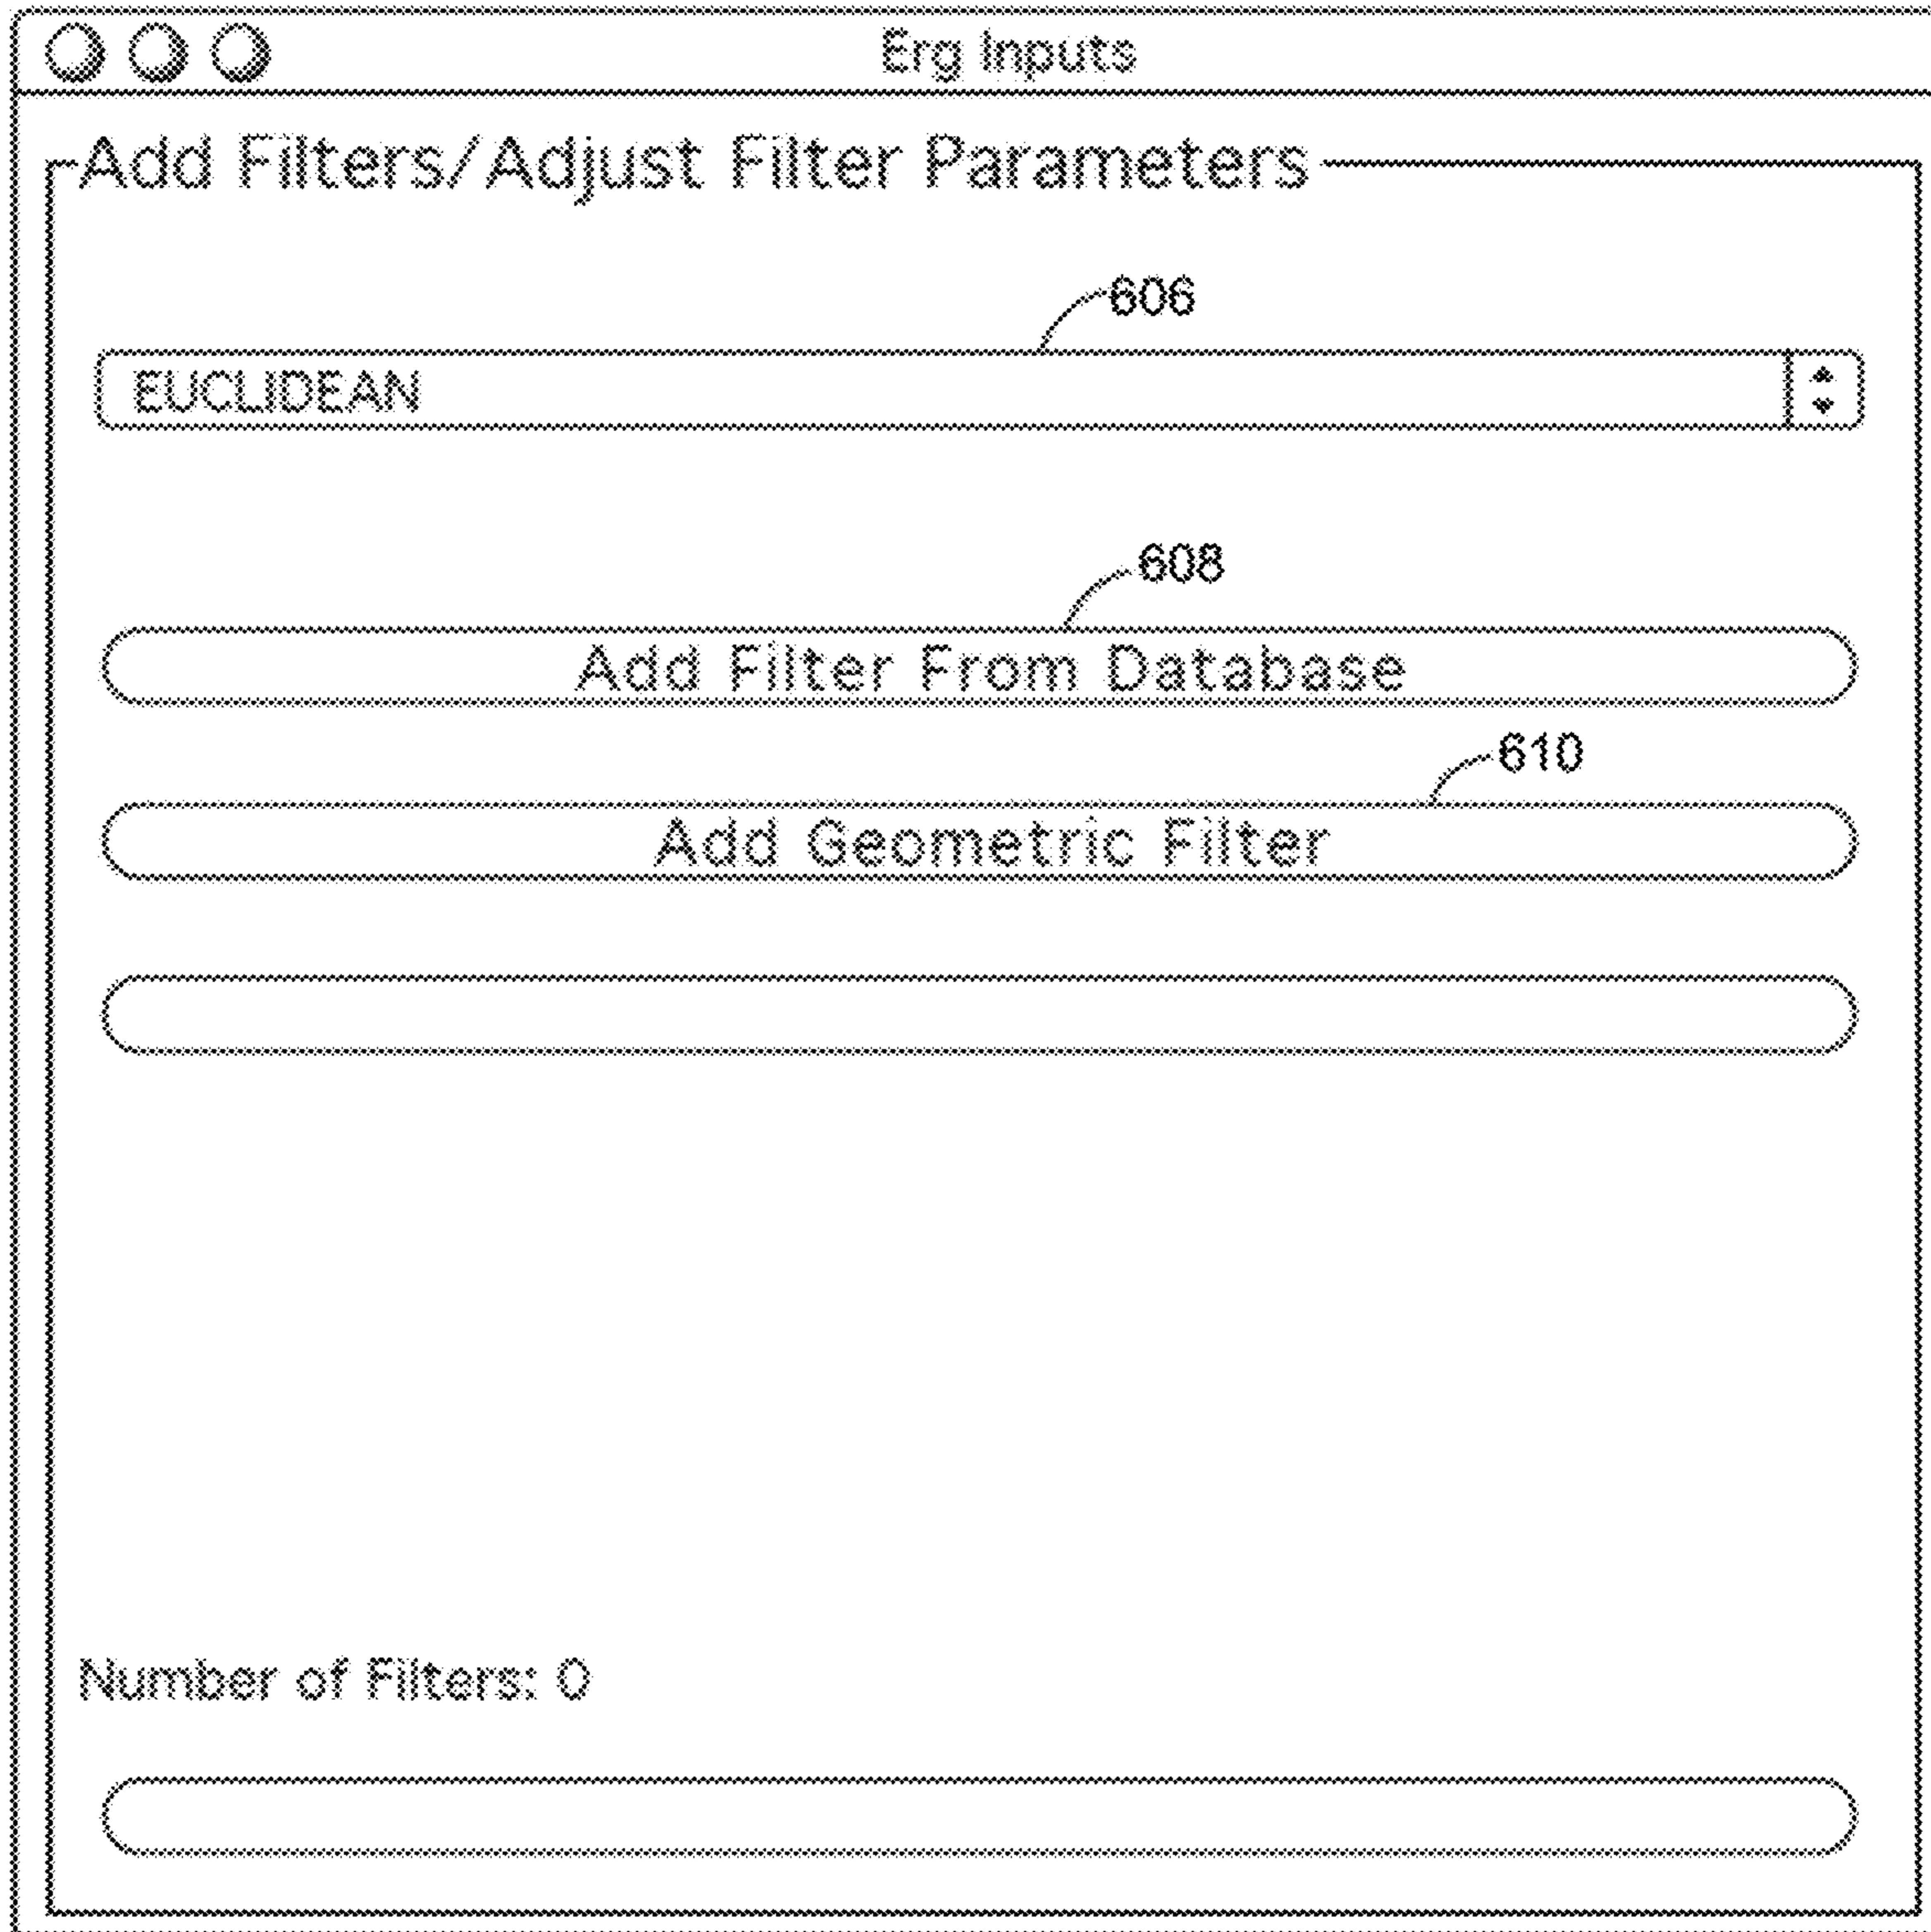 Erg Inputs
Add Filters/Adjust Filter Parameters
606
EUCLIDEAN
608
Add Filter From Database
610
Add Geometric Filter
Number of Filters: 0